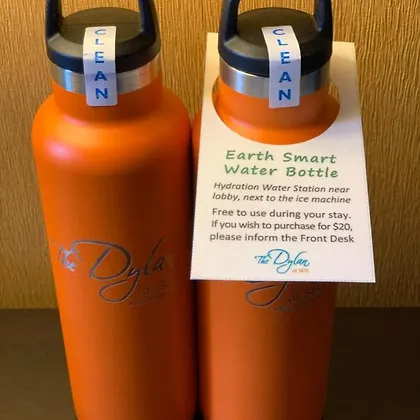 CLEAN
CLEAN
Earth Smart
Water Bottle
Hydration Water Station near
lobby, next to the ice machine
Free to use during your stay.
If you wish to purchase for $20,
please inform the Front Desk
The Dylan
at SFO
The Dylan